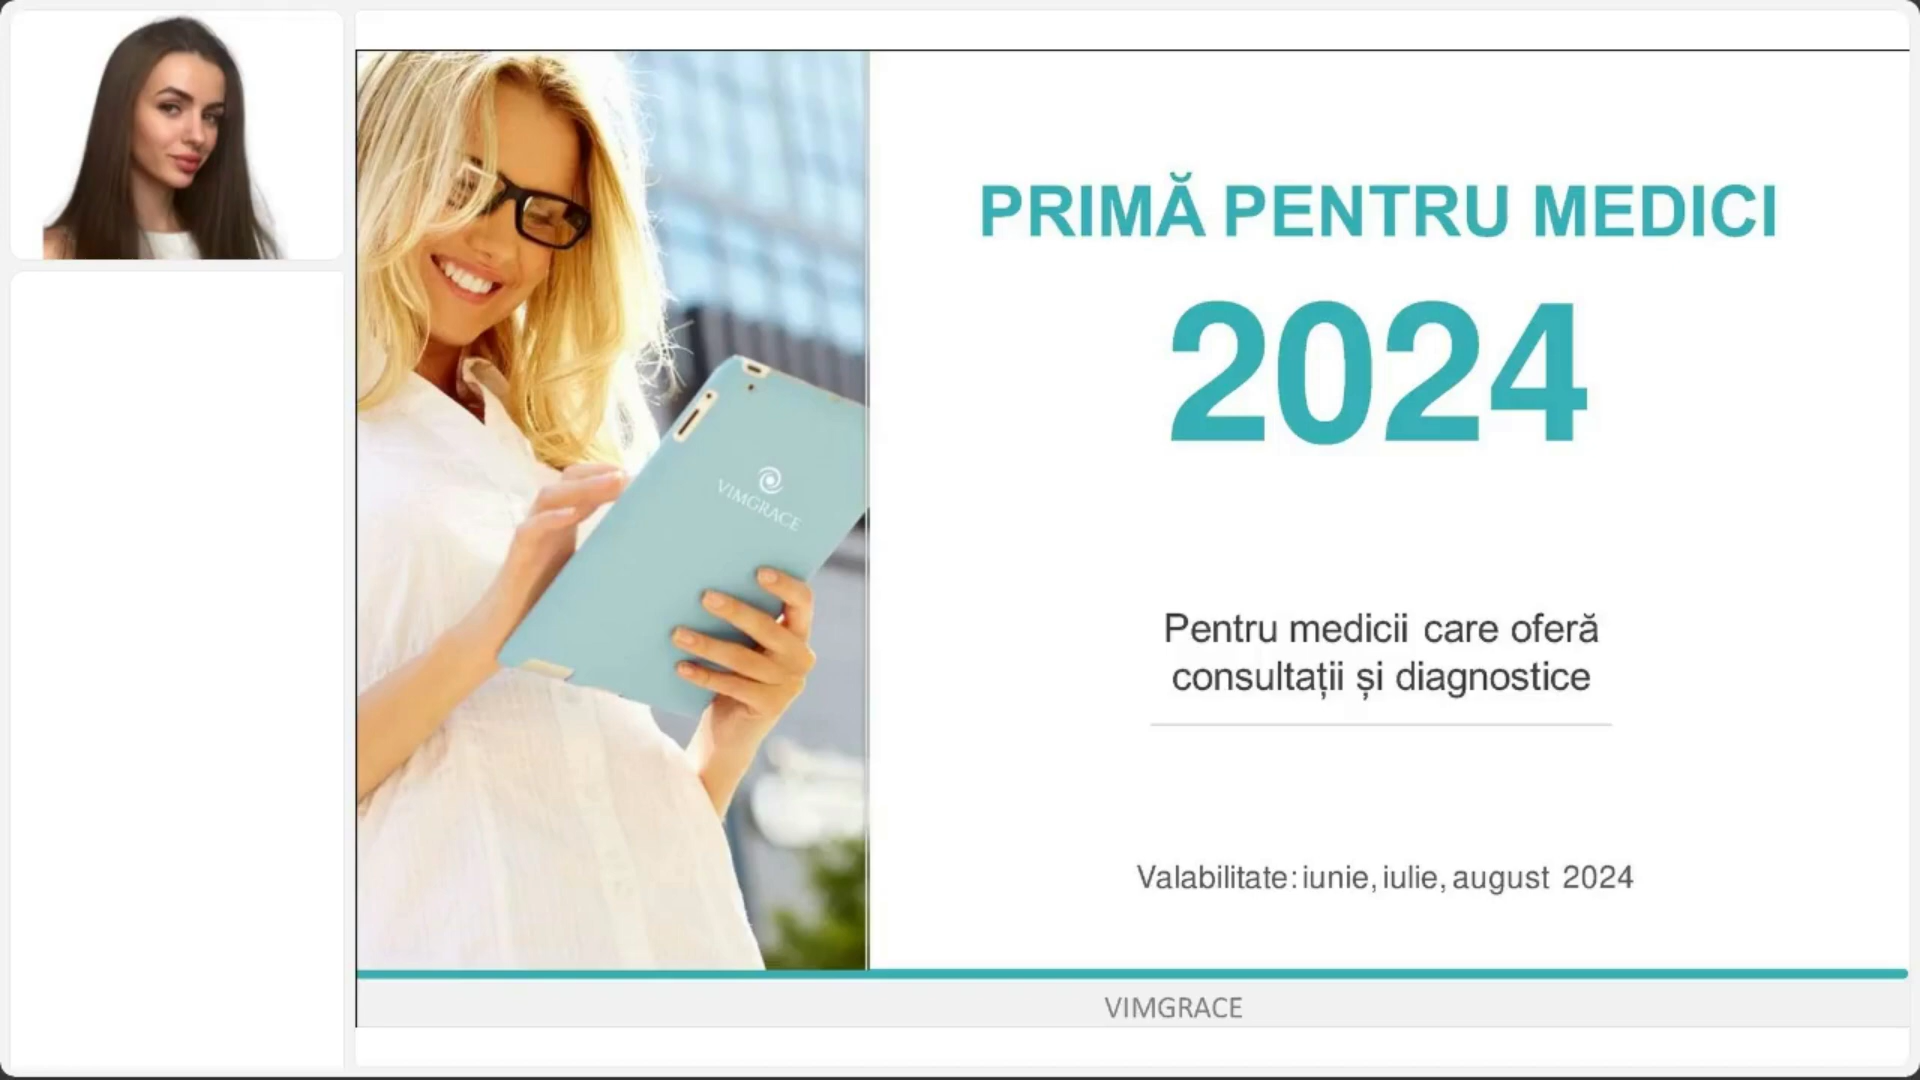 PRIMĂ PENTRU MEDICI
2024
VIMGRACE
Pentru medicii care oferă
consultații și diagnostice
Valabilitate: iunie, iulie, august 2024
VIMGRACE